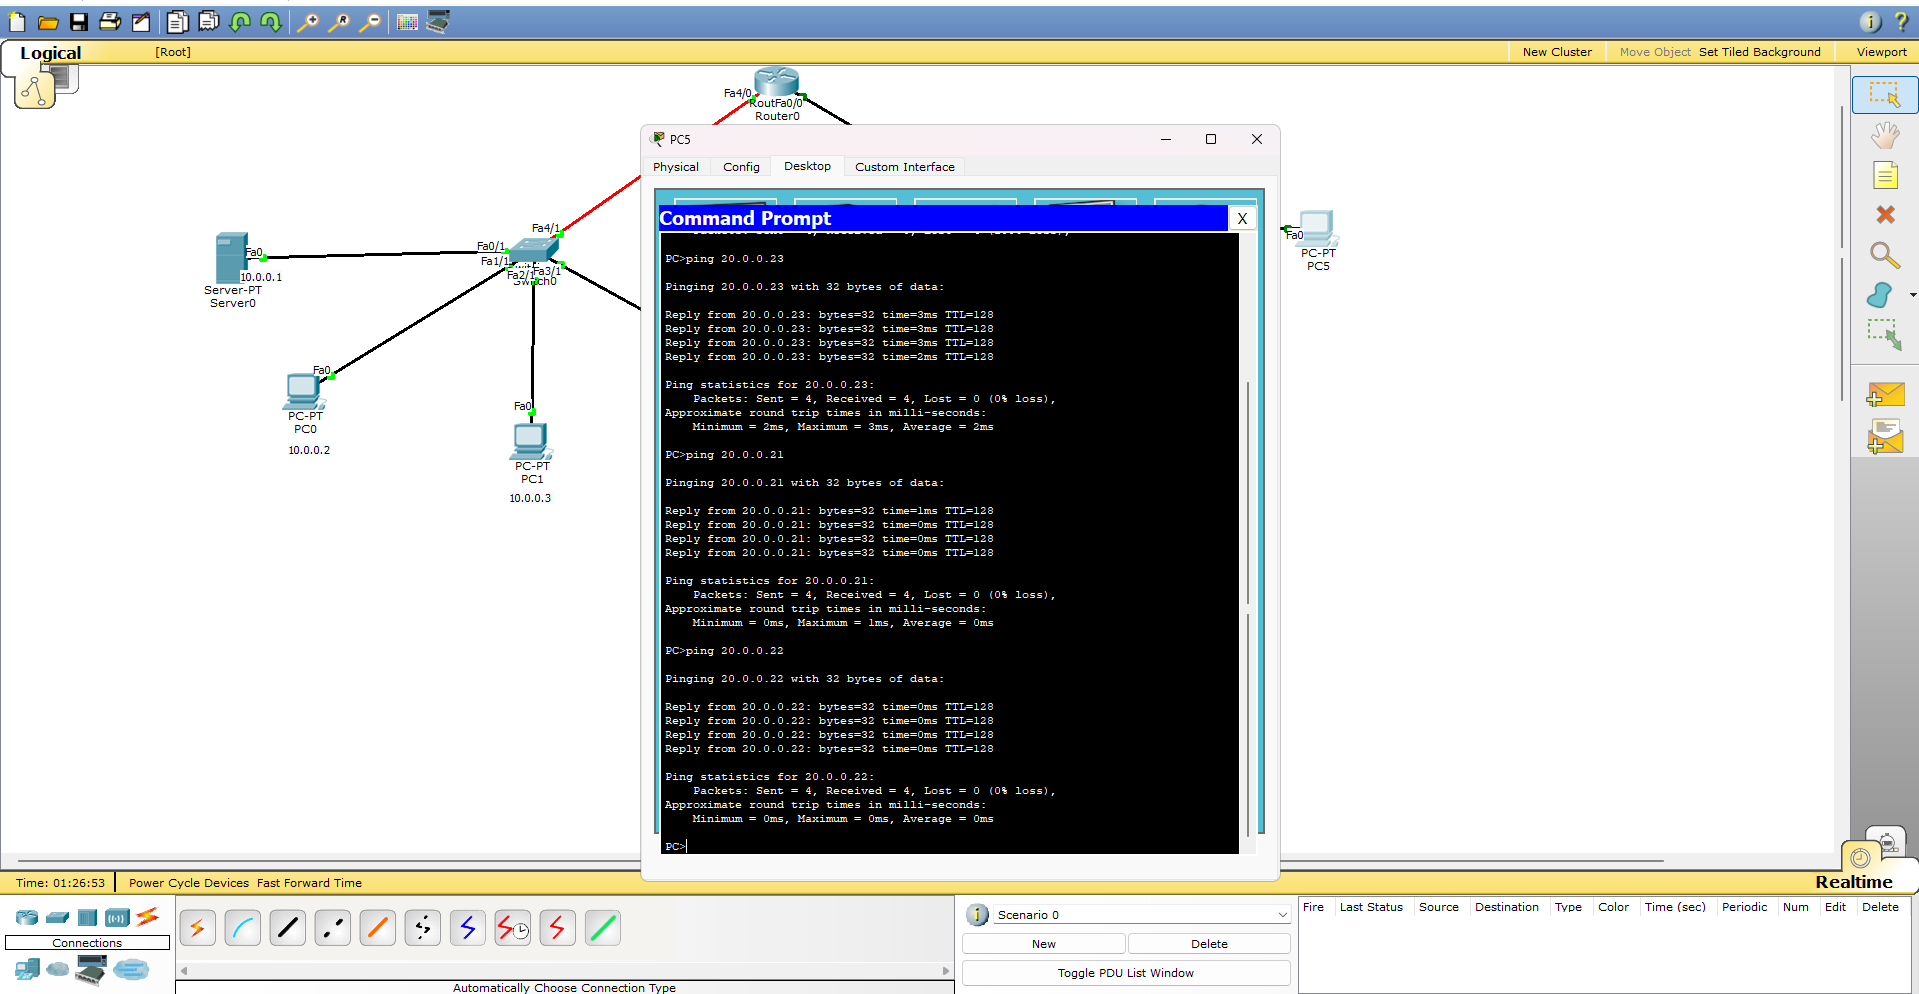 Logical
[Root]
New Cluster
Move Object
Set Tiled Background
Viewport
Fa4/0
RoutFa0/0
Router0
Fa4/1
Fa0/1
Fa1/1
Fa2/1
Fa3/1
Switch0
Fa0
10.0.0.1
Server-PT
Server0
Fa0
PC-PT
PC0
10.0.0.2
Fa0
PC-PT
PC1
10.0.0.3
Fa0
PC-PT
PC5
PC5
Physical
Config
Desktop
Custom Interface
Command Prompt
X
PC>ping 20.0.0.23
Pinging 20.0.0.23 with 32 bytes of data:
Reply from 20.0.0.23: bytes=32 time=3ms TTL=128
Reply from 20.0.0.23: bytes=32 time=3ms TTL=128
Reply from 20.0.0.23: bytes=32 time=3ms TTL=128
Reply from 20.0.0.23: bytes=32 time=2ms TTL=128
Ping statistics for 20.0.0.23:
Packets: Sent = 4, Received = 4, Lost = 0 (0% loss),
Approximate round trip times in milli-seconds:
Minimum = 2ms, Maximum = 3ms, Average = 2ms
PC>ping 20.0.0.21
Pinging 20.0.0.21 with 32 bytes of data:
Reply from 20.0.0.21: bytes=32 time=1ms TTL=128
Reply from 20.0.0.21: bytes=32 time=0ms TTL=128
Reply from 20.0.0.21: bytes=32 time=0ms TTL=128
Reply from 20.0.0.21: bytes=32 time=0ms TTL=128
Ping statistics for 20.0.0.21:
Packets: Sent = 4, Received = 4, Lost = 0 (0% loss),
Approximate round trip times in milli-seconds:
Minimum = 0ms, Maximum = 1ms, Average = 0ms
PC>ping 20.0.0.22
Pinging 20.0.0.22 with 32 bytes of data:
Reply from 20.0.0.22: bytes=32 time=0ms TTL=128
Reply from 20.0.0.22: bytes=32 time=0ms TTL=128
Reply from 20.0.0.22: bytes=32 time=0ms TTL=128
Reply from 20.0.0.22: bytes=32 time=0ms TTL=128
Ping statistics for 20.0.0.22:
Packets: Sent = 4, Received = 4, Lost = 0 (0% loss),
Approximate round trip times in milli-seconds:
Minimum = 0ms, Maximum = 0ms, Average = 0ms
PC>
Time: 01:26:53
Power Cycle Devices
Fast Forward Time
Realtime
Connections
Automatically Choose Connection Type
Scenario 0
New
Delete
Toggle PDU List Window
Fire
Last Status
Source
Destination
Type
Color
Time (sec)
Periodic
Num
Edit
Delete